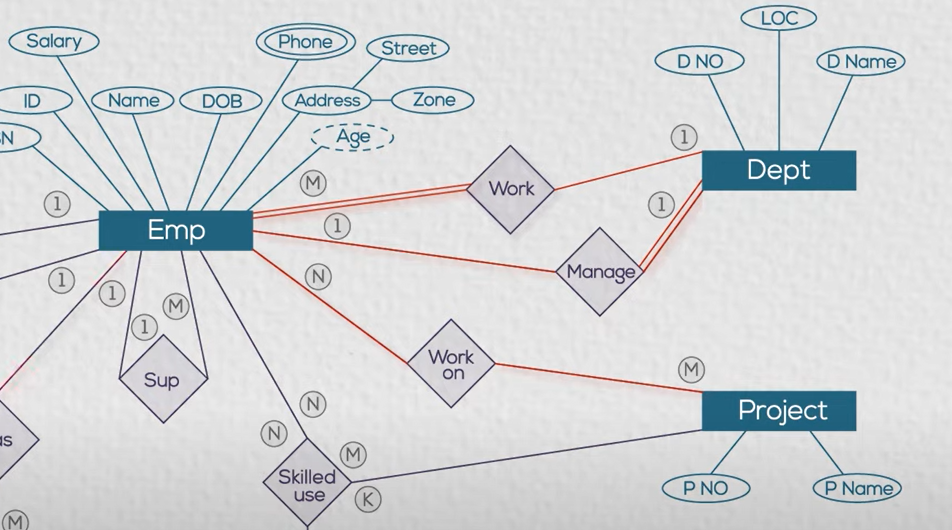 LOC
Salary
Phone
Street
D NO
D Name
ID
Name
DOB
Address
Zone
Age
1
M
Work
Dept
1
1
1
Emp
1
N
Manage
1
1
M
1
Work
on
M
Sup
Project
N
N
M
Skilled
use
K
P NO
P Name
M